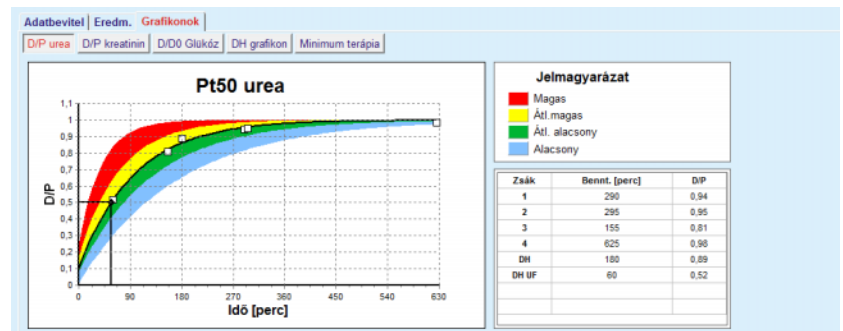 Adatbevitel Eredm. Grafikonok
D/P urea D/P kreatinin D/D0 Glükóz DH grafikon Minimum terápia
Pt50 urea
D/P
1,1
1
0,9
0,8
0,7
0,6
0,5
0,4
0,3
0,2
0,1
0
0 90 180 270 360 450 540 630
Idő [perc]
Jelmagyarázat
Magas
Átl.magas
Átl. alacsony
Alacsony
Zsák Bennt. [perc] D/P
1 290 0,94
2 295 0,95
3 155 0,81
4 625 0,98
DH 180 0,89
DH UF 60 0,52